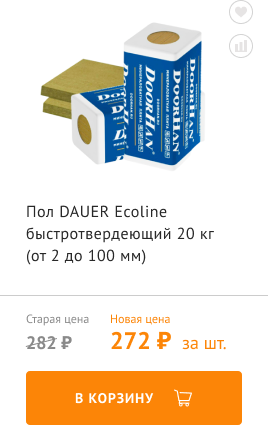 DOORHAN
DOORHAN
Пол DAUER Ecoline
быстротвердеющий 20 кг
(от 2 до 100 мм)
Старая цена
Новая цена
282 ₽
272 ₽ за шт.
В КОРЗИНУ